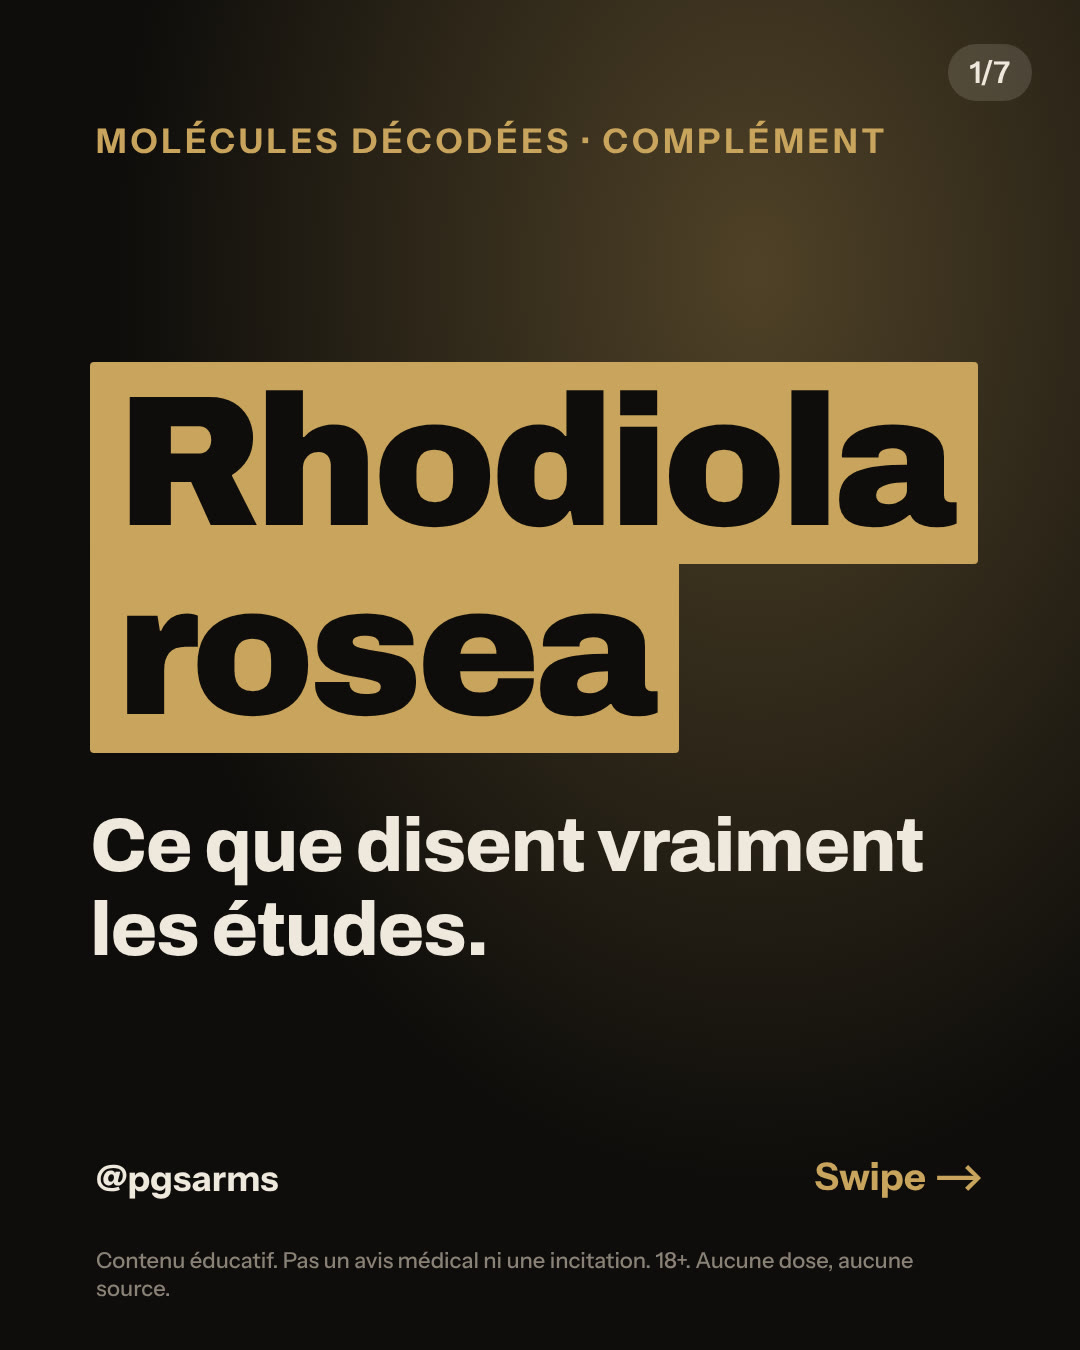 1/7
MOLÉCULES DÉCODÉES · COMPLÉMENT
Rhodiola
rosea
Ce que disent vraiment
les études.
@pgsarms
Swipe →
Contenu éducatif. Pas un avis médical ni une incitation. 18+. Aucune dose, aucune
source.